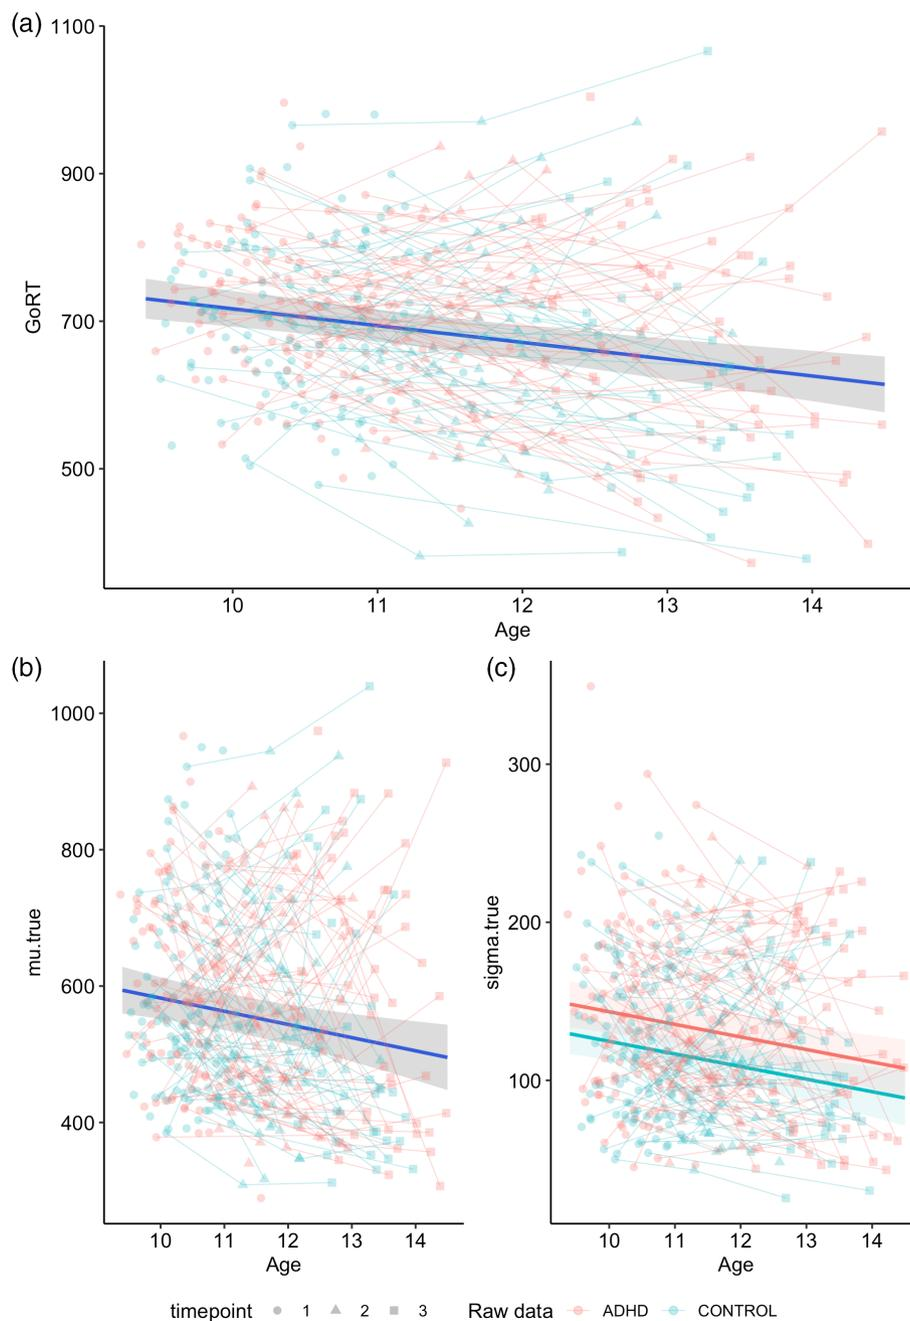 (a)
1100
900
700
500
GoRT
10 11 12 13 14
Age
(b)
1000
800
600
400
mu.true
10 11 12 13 14
Age
(c)
300
200
100
sigma.true
10 11 12 13 14
Age
timepoint 1 2 3 Raw data ADHD CONTROL